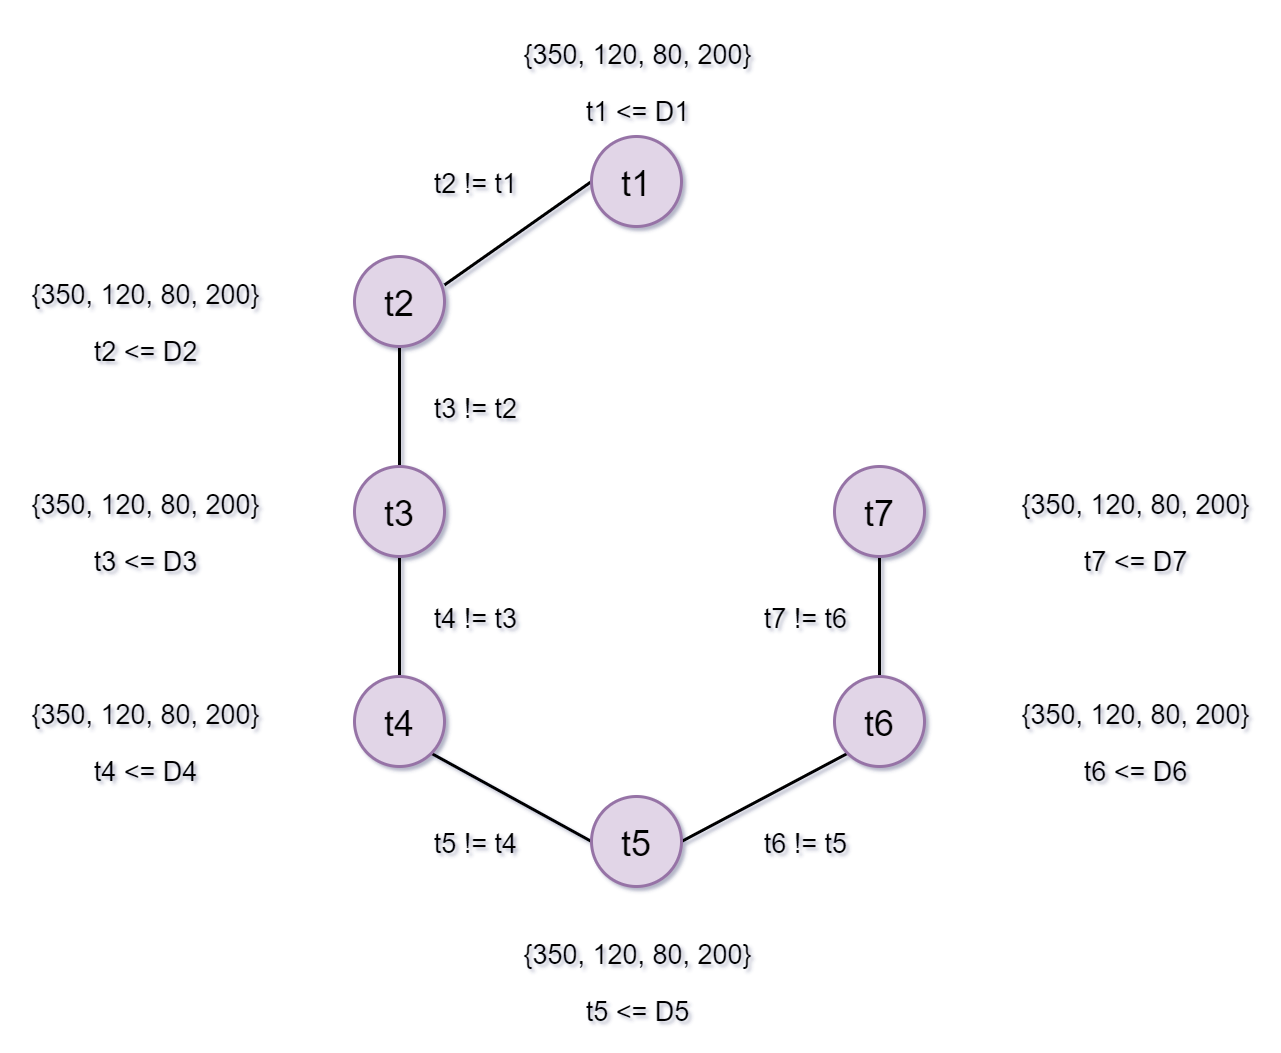 {350, 120, 80, 200}
t1 <= D1
t2 != t1
t1
{350, 120, 80, 200}
t2 <= D2
t2
t3 != t2
{350, 120, 80, 200}
t3 <= D3
t3
t7
{350, 120, 80, 200}
t7 <= D7
t4 != t3
t7 != t6
{350, 120, 80, 200}
t4 <= D4
t4
t6
{350, 120, 80, 200}
t6 <= D6
t5 != t4
t5
t6 != t5
{350, 120, 80, 200}
t5 <= D5